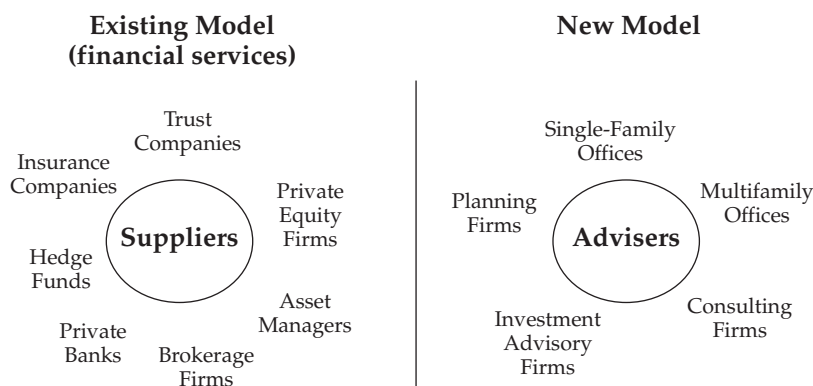 Existing Model
(financial services)
Trust
Companies
Insurance
Companies
Private
Equity
Firms
Suppliers
Hedge
Funds
Asset
Managers
Private
Banks
Brokerage
Firms
New Model
Single-Family
Offices
Planning
Firms
Multifamily
Offices
Advisers
Consulting
Firms
Investment
Advisory
Firms